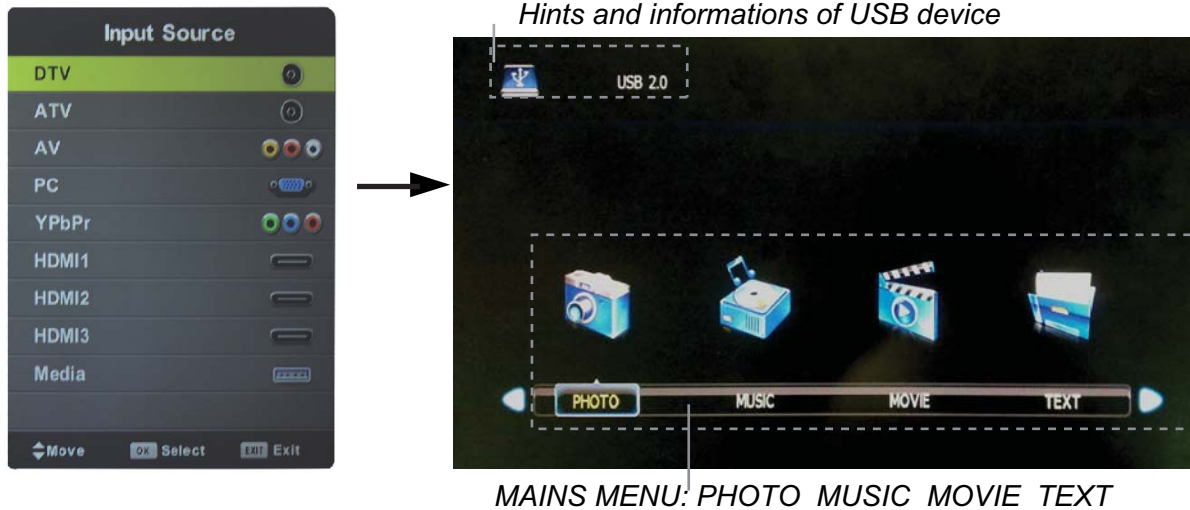 Hints and informations of USB device
Input Source
DTV
ATV
AV
PC
YPbPr
HDMI1
HDMI2
HDMI3
Media
Move OK Select EXIT Exit
USB 2.0
PHOTO MUSIC MOVIE TEXT
MAINS MENU: PHOTO MUSIC MOVIE TEXT